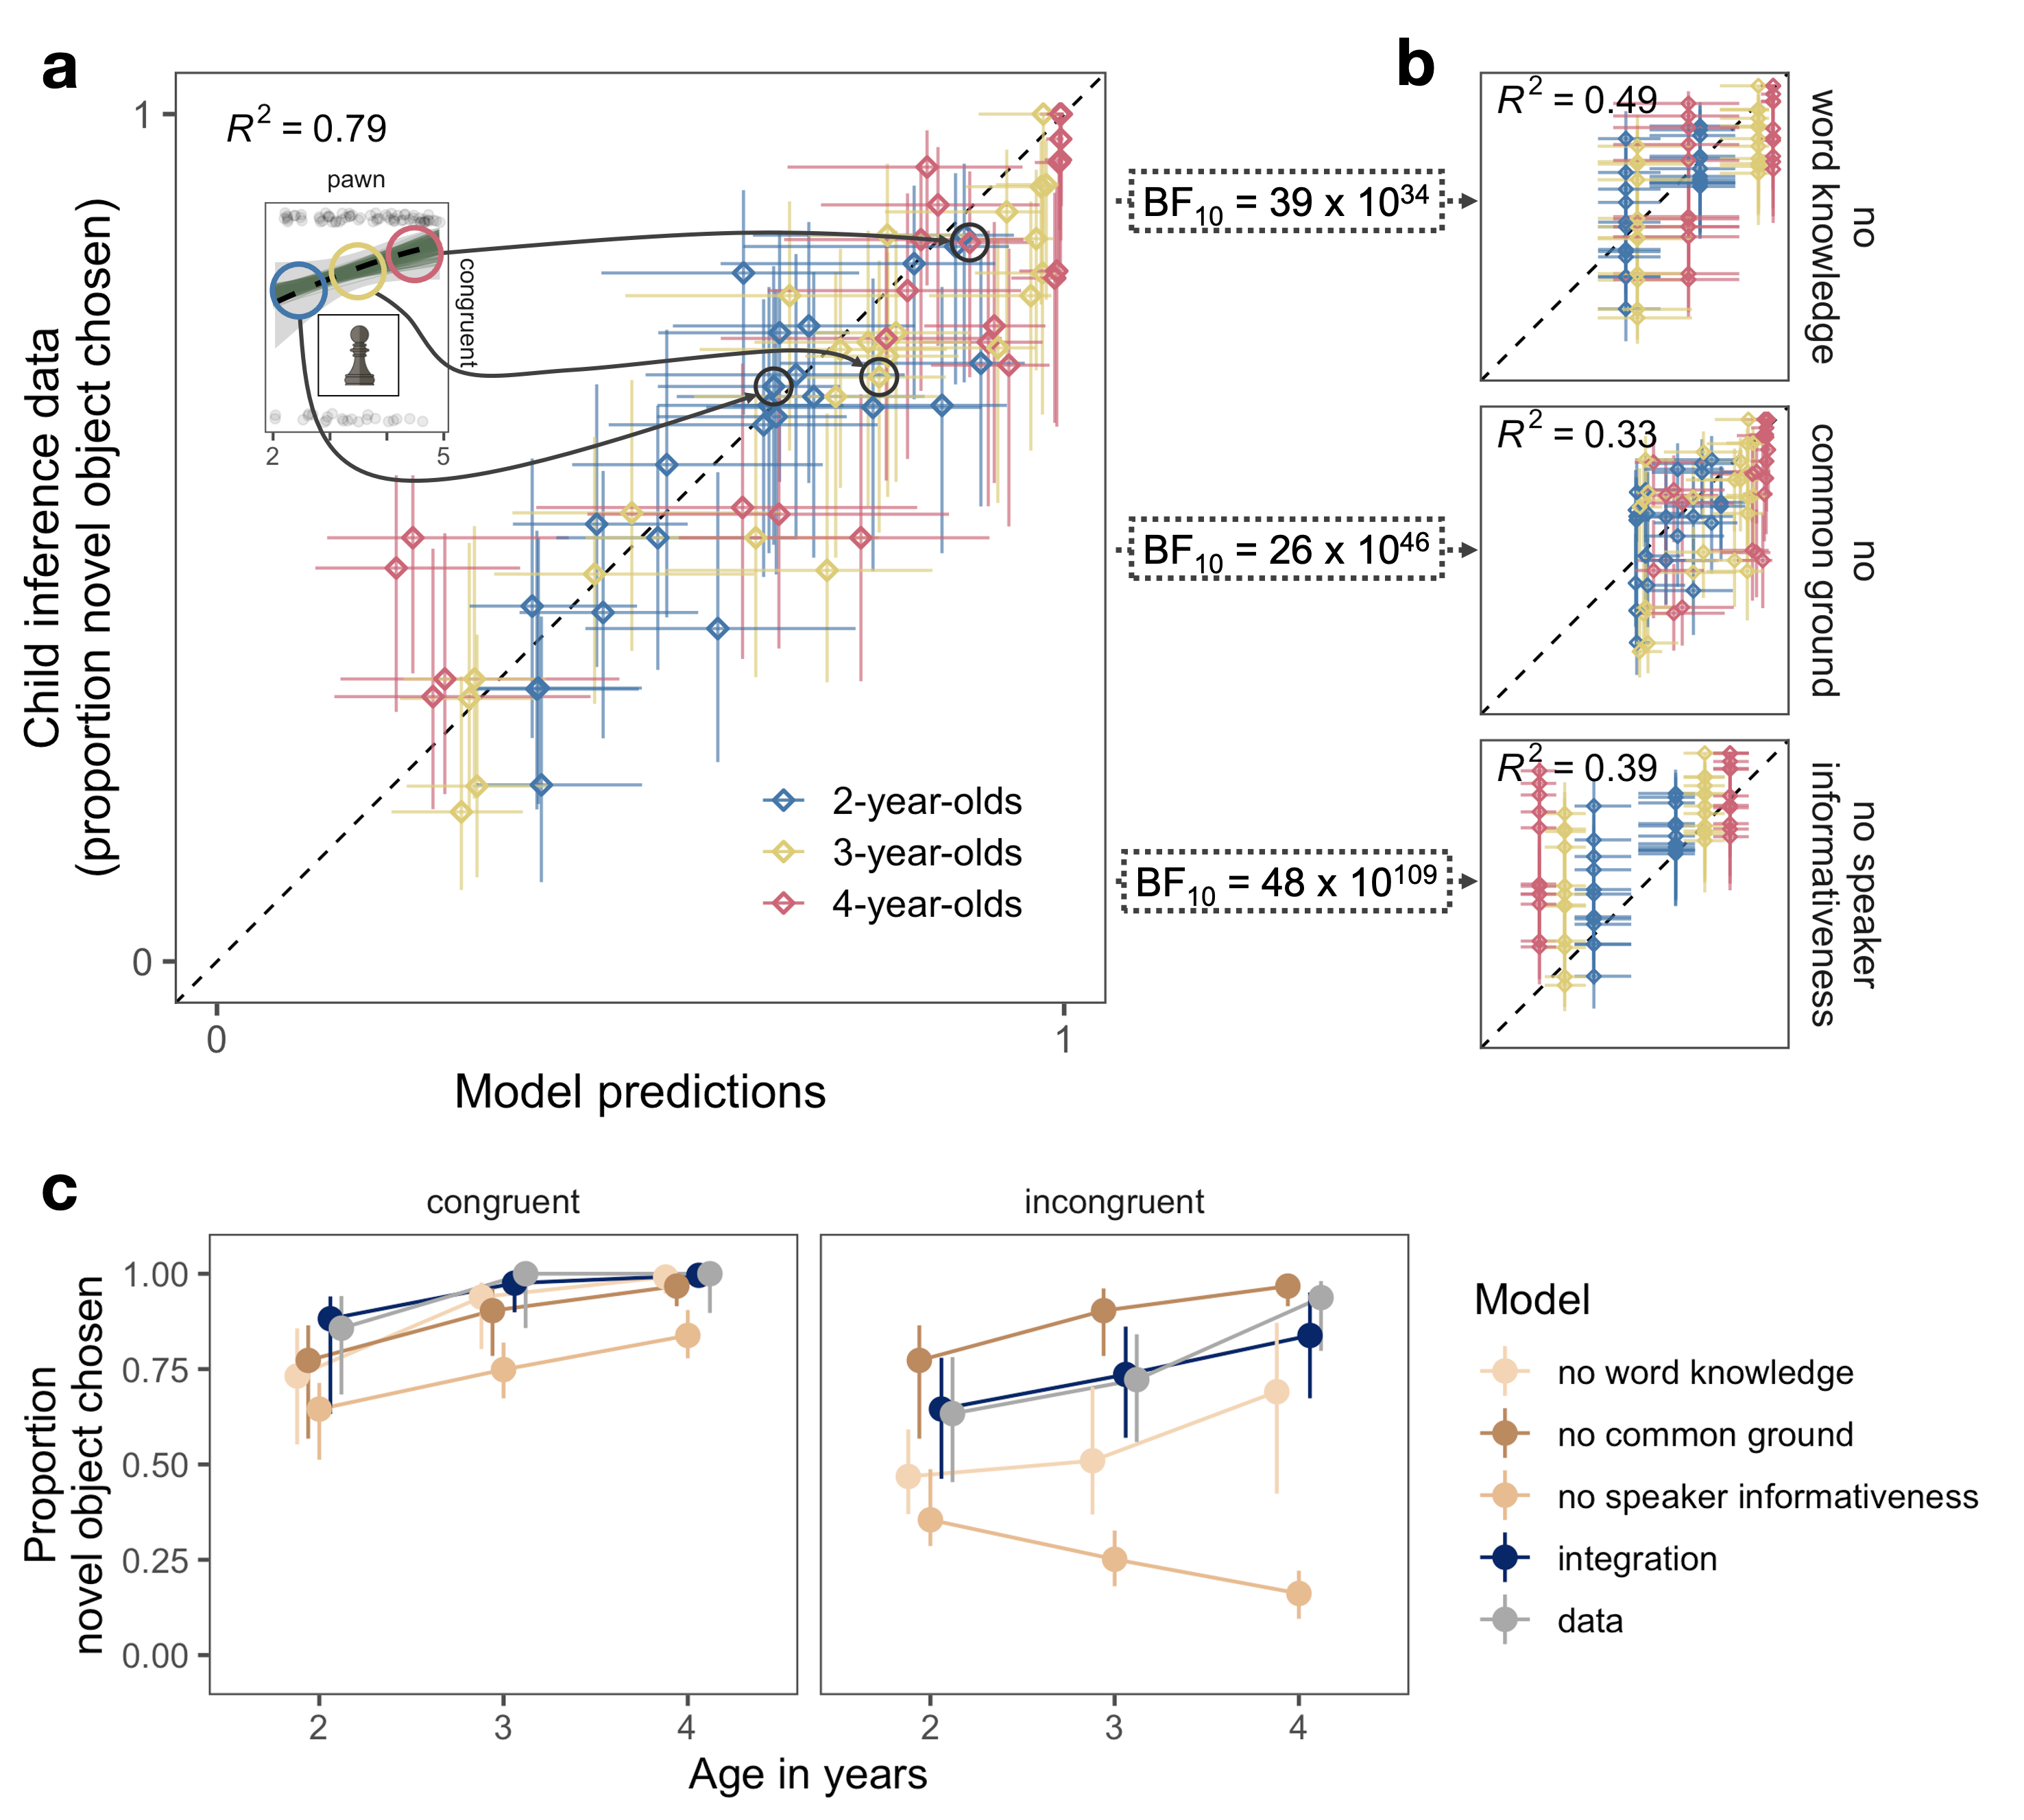 a
R² = 0.79
pawn
congruent
2 5
1
0
0 1
Child inference data
(proportion novel object chosen)
Model predictions
2-year-olds
3-year-olds
4-year-olds
BF₁₀ = 39 x 10³⁴
BF₁₀ = 26 x 10⁴⁶
BF₁₀ = 48 x 10¹⁰⁹
b
R² = 0.49
no
word knowledge
R² = 0.33
no
common ground
R² = 0.39
no speaker
informativeness
c
congruent
incongruent
Proportion
novel object chosen
1.00
0.75
0.50
0.25
0.00
2 3 4
2 3 4
Age in years
Model
no word knowledge
no common ground
no speaker informativeness
integration
data